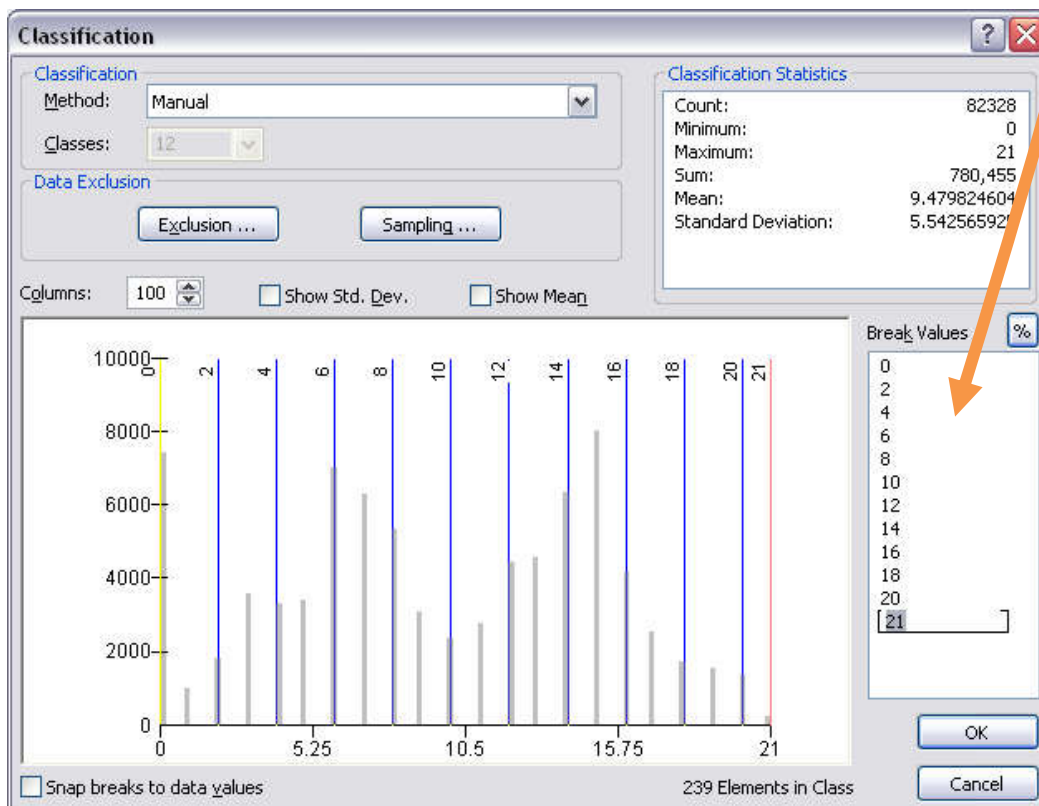 Classification
Classification
Method: Manual
Classes: 12
Data Exclusion
Exclusion ...
Sampling ...
Classification Statistics
Count: 82328
Minimum: 0
Maximum: 21
Sum: 780,455
Mean: 9.479824604
Standard Deviation: 5.542565925
Columns: 100
Show Std. Dev.
Show Mean
Break Values
%
0
2
4
6
8
10
12
14
16
18
20
21
0 2 4 6 8 10 12 14 16 18 20 21
10000
8000
6000
4000
2000
0
0 5.25 10.5 15.75 21
Snap breaks to data values
239 Elements in Class
OK
Cancel